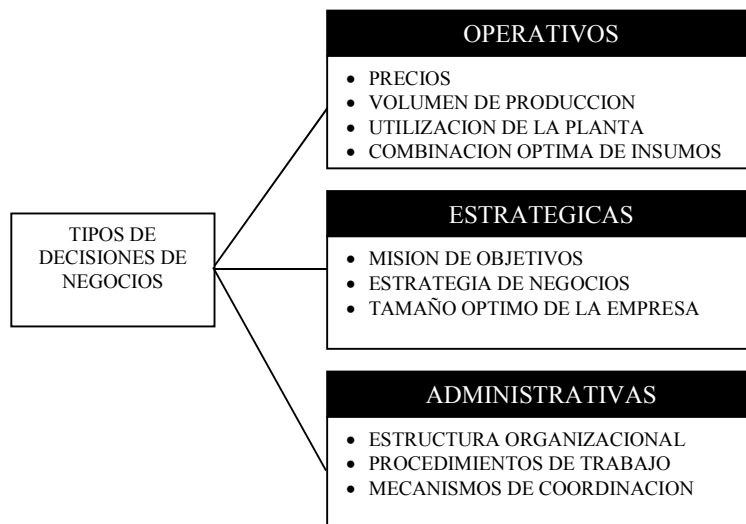 OPERATIVOS
• PRECIOS
• VOLUMEN DE PRODUCCION
• UTILIZACION DE LA PLANTA
• COMBINACION OPTIMA DE INSUMOS
TIPOS DE
DECISIONES DE
NEGOCIOS
ESTRATEGICAS
• MISION DE OBJETIVOS
• ESTRATEGIA DE NEGOCIOS
• TAMAÑO OPTIMO DE LA EMPRESA
ADMINISTRATIVAS
• ESTRUCTURA ORGANIZACIONAL
• PROCEDIMIENTOS DE TRABAJO
• MECANISMOS DE COORDINACION